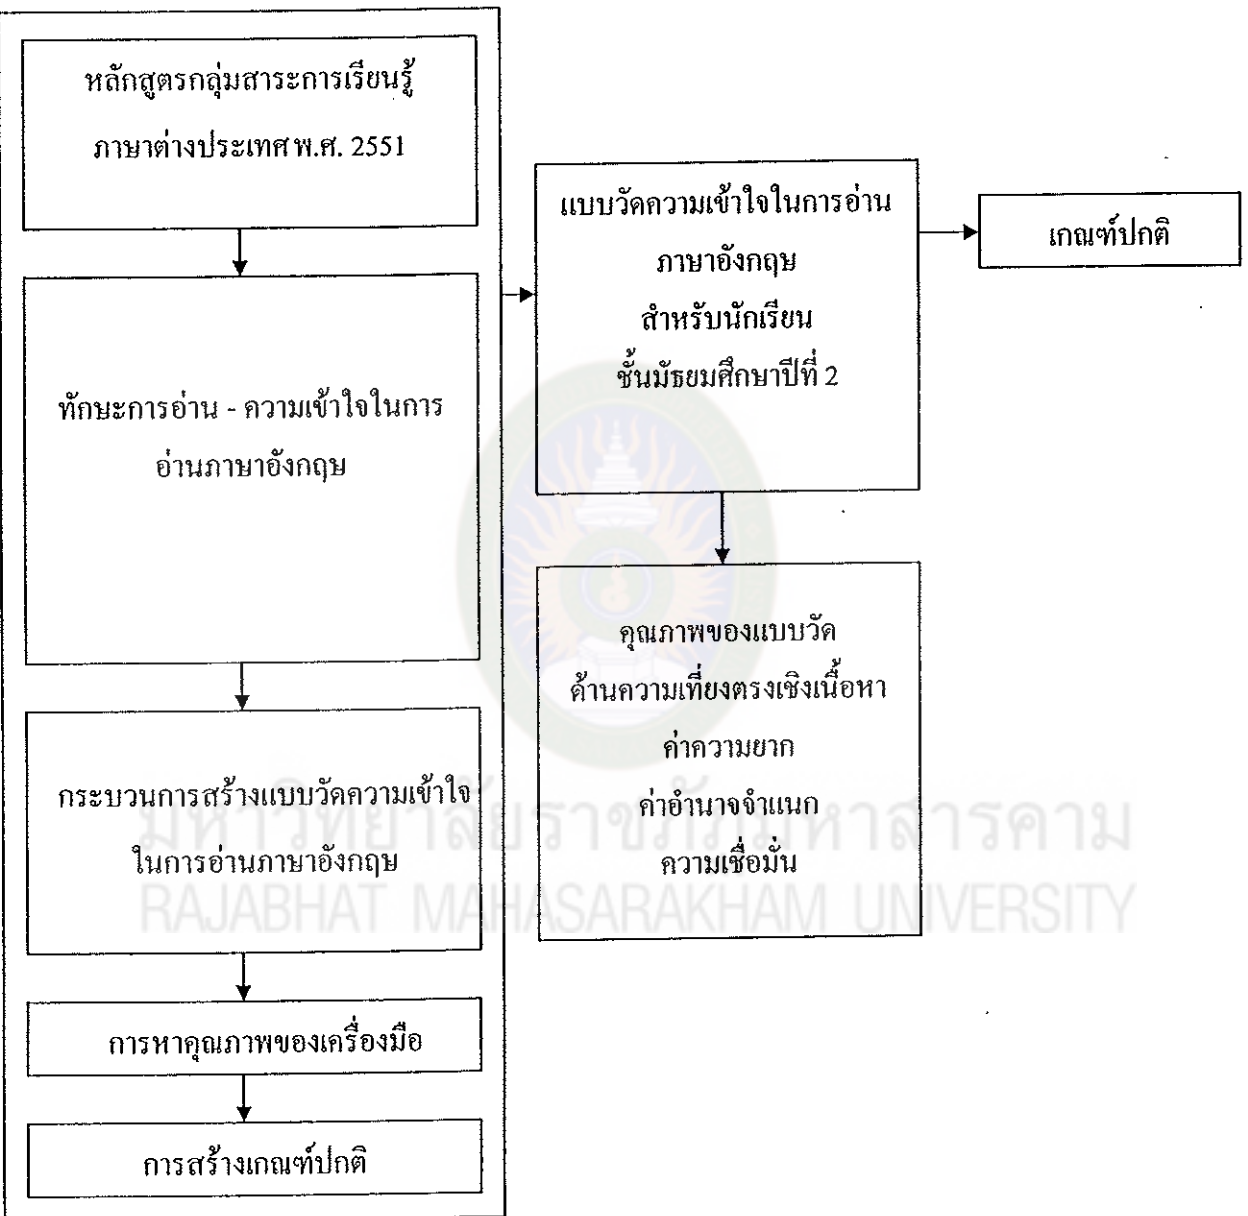 หลักสูตรกลุ่มสาระการเรียนรู้
ภาษาต่างประเทศ พ.ศ. 2551
ทักษะการอ่าน - ความเข้าใจในการ
อ่านภาษาอังกฤษ
กระบวนการสร้างแบบวัดความเข้าใจ
ในการอ่านภาษาอังกฤษ
การหาคุณภาพของเครื่องมือ
การสร้างเกณฑ์ปกติ
แบบวัดความเข้าใจในการอ่าน
ภาษาอังกฤษ
สำหรับนักเรียน
ชั้นมัธยมศึกษาปีที่ 2
เกณฑ์ปกติ
คุณภาพของแบบวัด
ด้านความเที่ยงตรงเชิงเนื้อหา
ค่าความยาก
ค่าอำนาจจำแนก
ความเชื่อมั่น
มหาวิทยาลัยราชภัฏมหาสารคาม
RAJABHAT MAHASARAKHAM UNIVERSITY